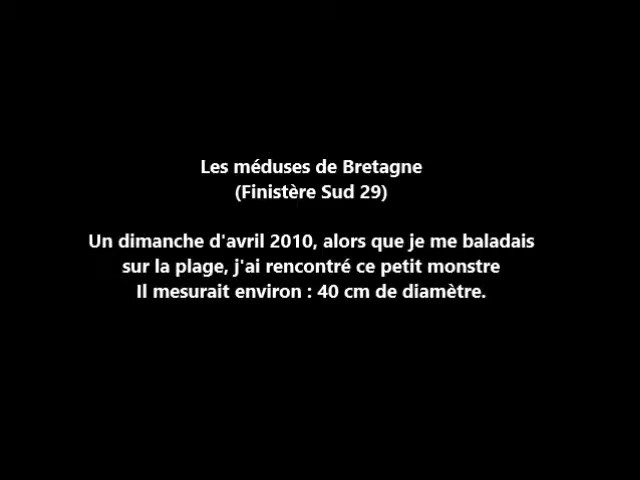 Les méduses de Bretagne
(Finistère Sud 29)
Un dimanche d'avril 2010, alors que je me baladais
sur la plage, j'ai rencontré ce petit monstre
Il mesurait environ : 40 cm de diamètre.